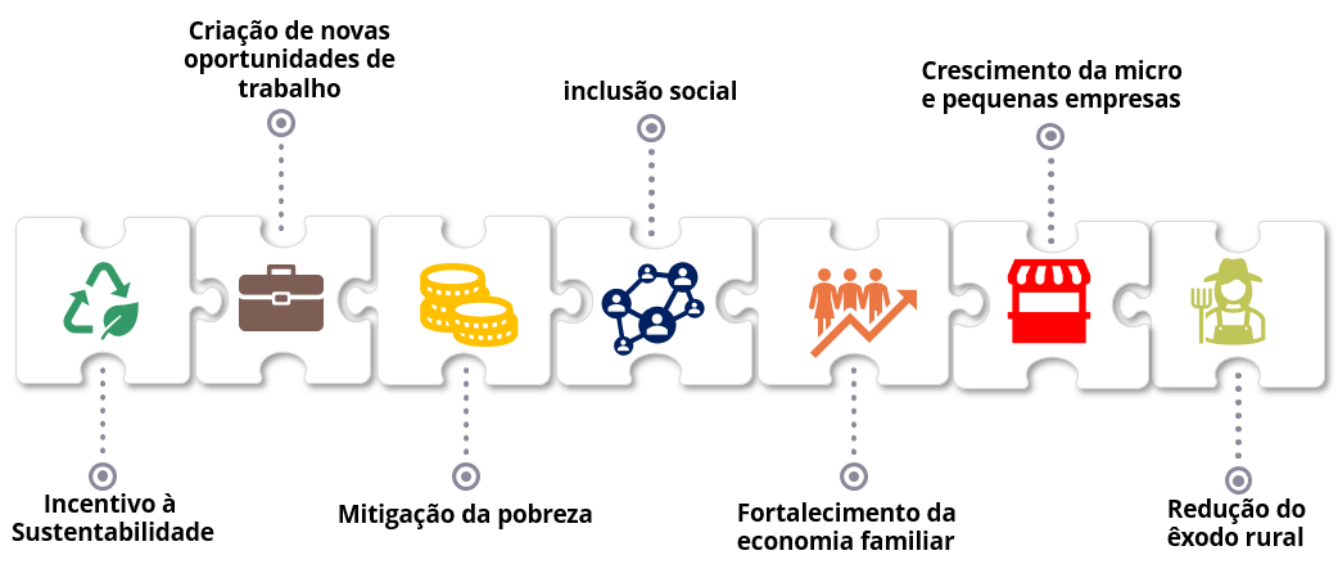 Criação de novas
oportunidades de
trabalho
inclusão social
Crescimento da micro
e pequenas empresas
Incentivo à
Sustentabilidade
Mitigação da pobreza
Fortalecimento da
economia familiar
Redução do
êxodo rural